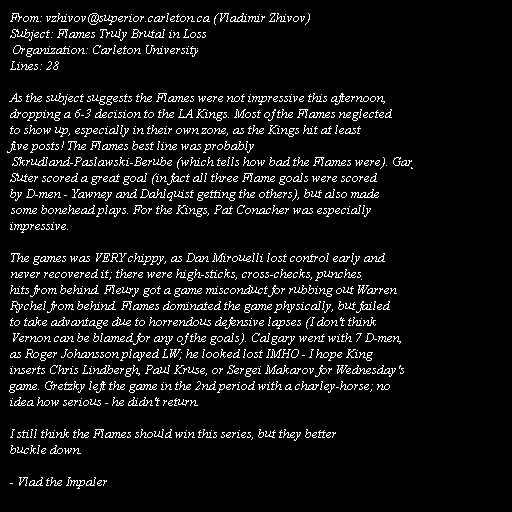 From: vzhivov@superior.carleton.ca (Vladimir Zhivov)
Subject: Flames Truly Brutal in Loss
Organization: Carleton University
Lines: 28
As the subject suggests the Flames were not impressive this afternoon,
dropping a 6-3 decision to the LA Kings. Most of the Flames neglected
to show up, especially in their own zone, as the Kings hit at least
five posts! The Flames best line was probably
Skrudland-Paslawski-Berube (which tells how bad the Flames were). Gary
Suter scored a great goal (in fact all three Flame goals were scored
by D-men - Yawney and Dahlquist getting the others), but also made
some bonehead plays. For the Kings, Pat Conacher was especially
impressive.
The games was VERY chippy, as Dan Mirouelli lost control early and
never recovered it; there were high-sticks, cross-checks, punches,
hits from behind. Fleury got a game misconduct for rubbing out Warren
Rychel from behind. Flames dominated the game physically, but failed
to take advantage due to horrendous defensive lapses (I don't think
Vernon can be blamed for any of the goals). Calgary went with 7 D-men,
as Roger Johansson played LW; he looked lost IMHO - I hope King
inserts Chris Lindbergh, Paul Kruse, or Sergei Makarov for Wednesday's
game. Gretzky left the game in the 2nd period with a charley-horse; no
idea how serious - he didn't return.
I still think the Flames should win this series, but they better
buckle down.
- Vlad the Impaler